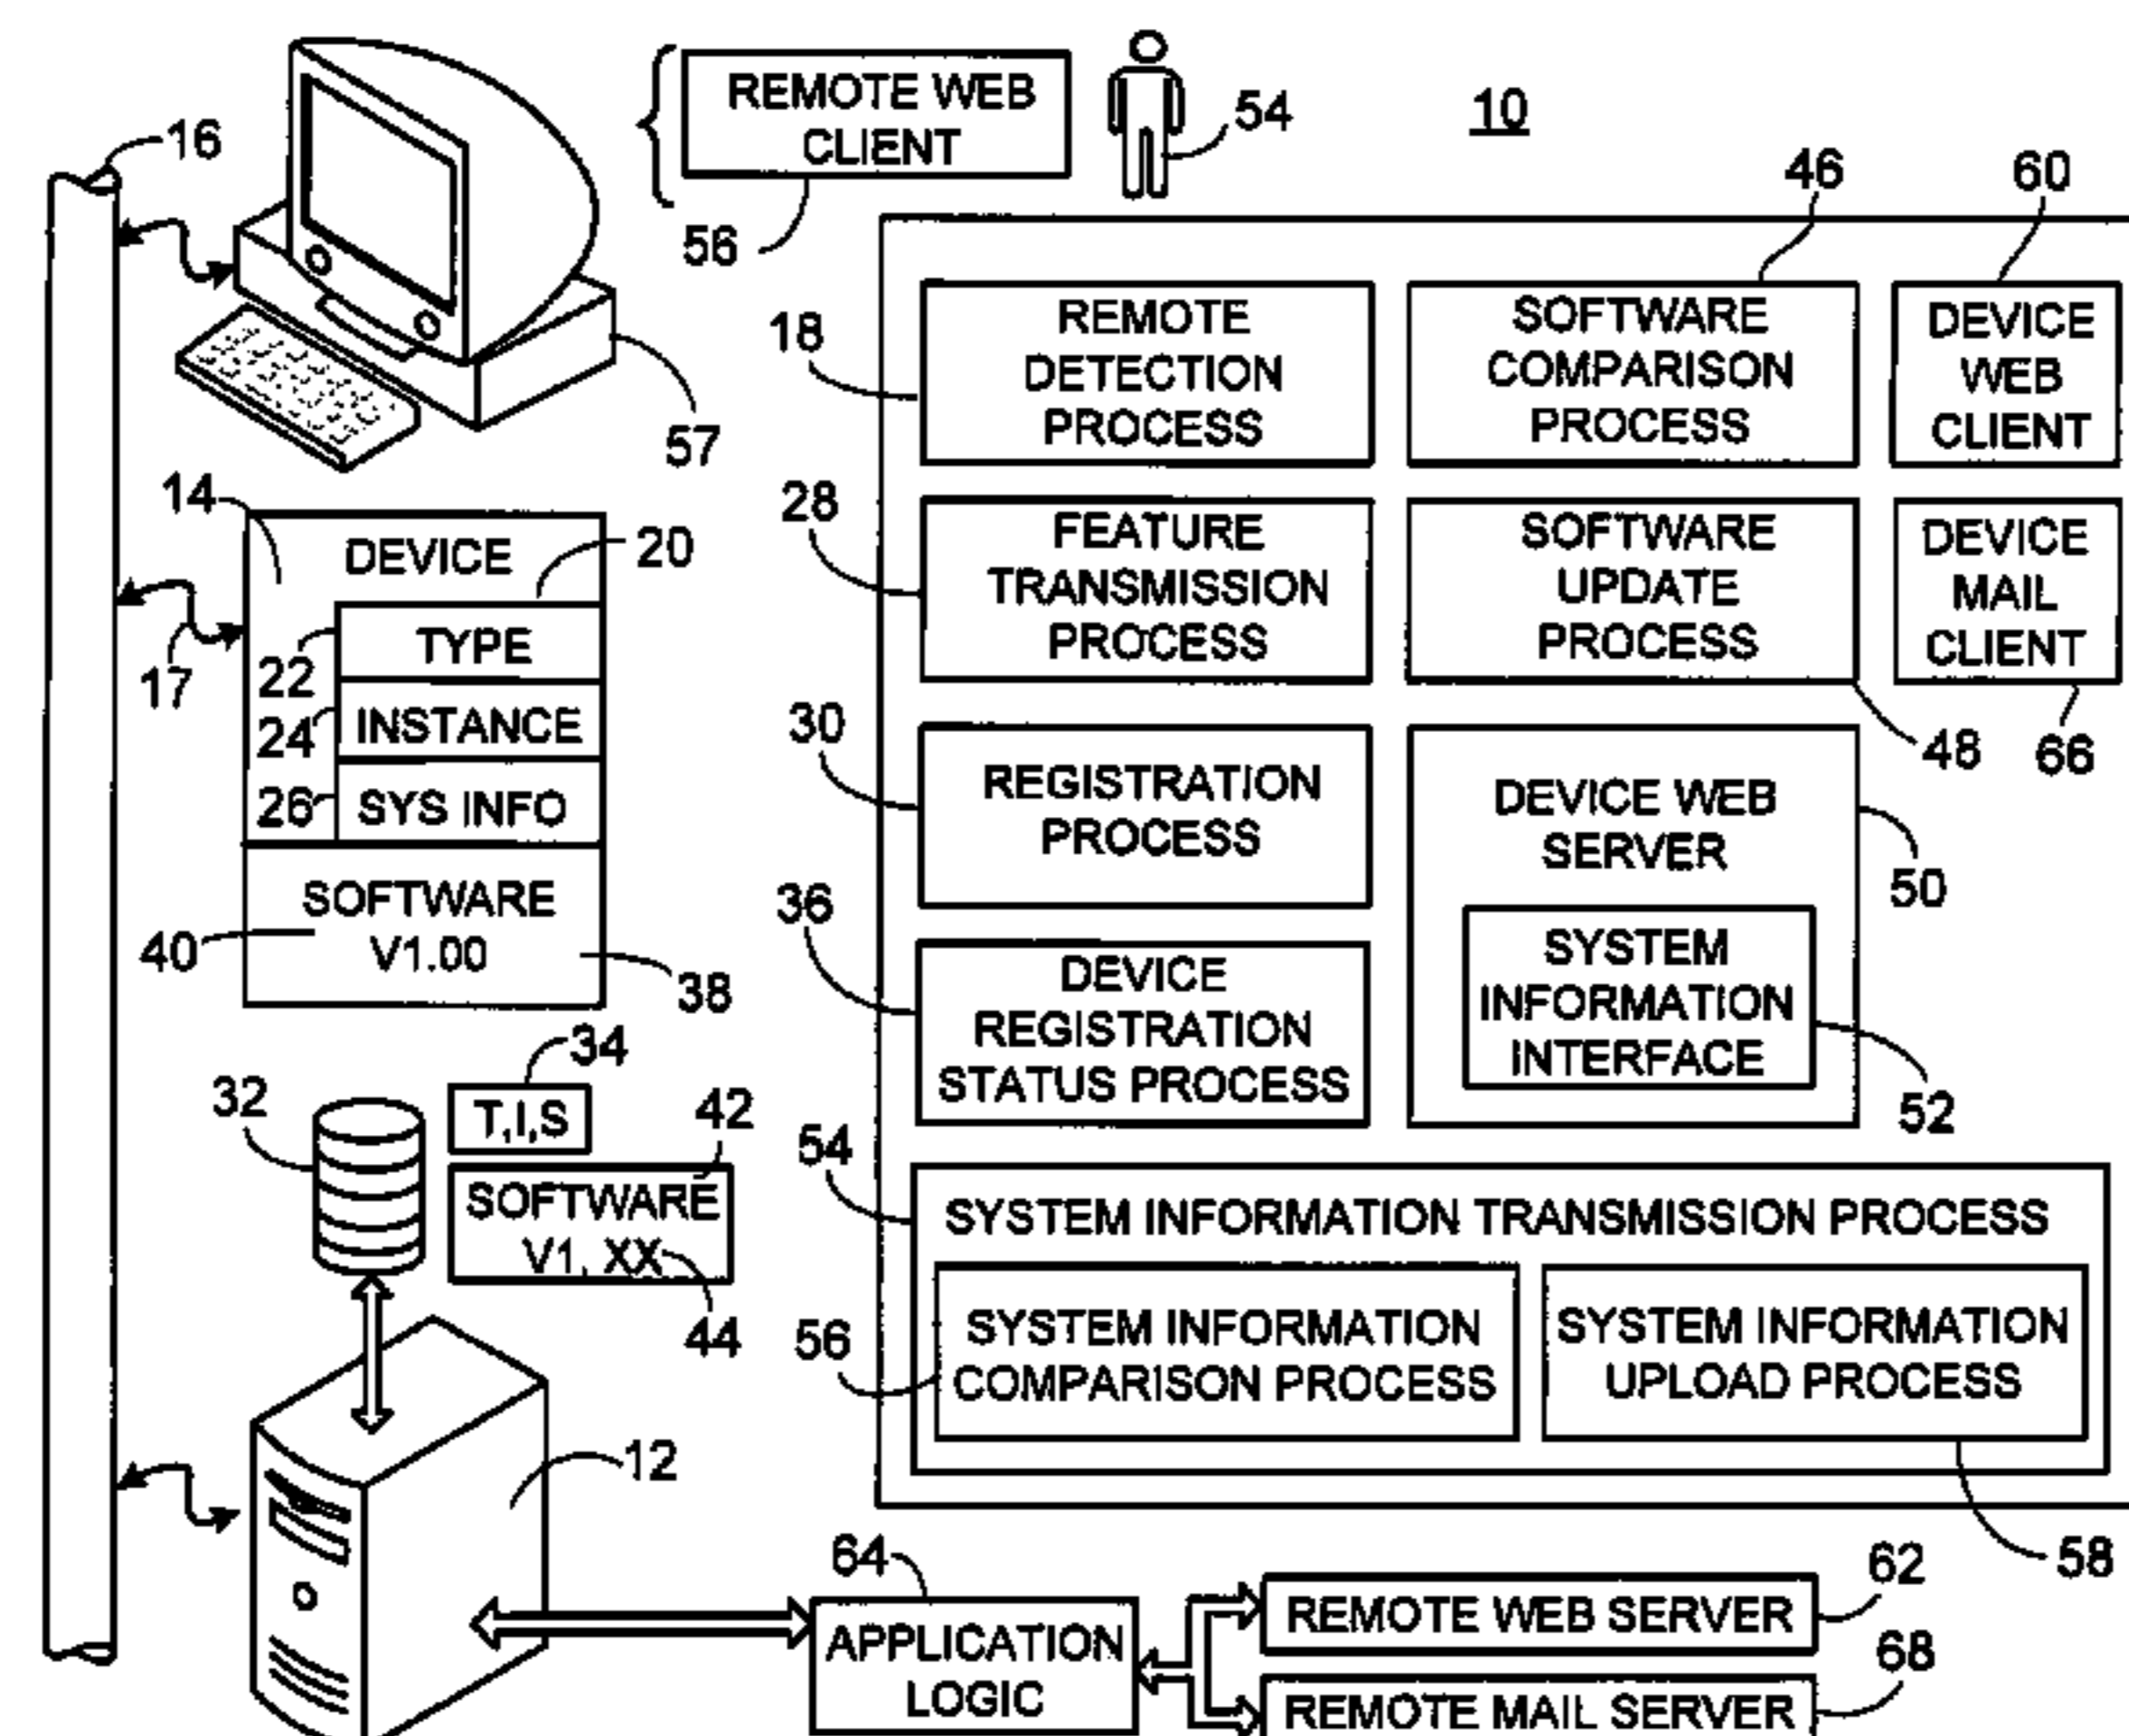 REMOTE WEB
CLIENT
54
10
16
56
46
60
57
18
REMOTE
DETECTION
PROCESS
SOFTWARE
COMPARISON
PROCESS
DEVICE
WEB
CLIENT
14
DEVICE
20
22
TYPE
17
24
INSTANCE
26
SYS INFO
SOFTWARE
V1.00
40
38
28
FEATURE
TRANSMISSION
PROCESS
SOFTWARE
UPDATE
PROCESS
DEVICE
MAIL
CLIENT
48
66
30
REGISTRATION
PROCESS
DEVICE WEB
SERVER
50
36
DEVICE
REGISTRATION
STATUS PROCESS
SYSTEM
INFORMATION
INTERFACE
52
34
T,I,S
32
42
SOFTWARE
V1, XX
44
54
SYSTEM INFORMATION TRANSMISSION PROCESS
56
SYSTEM INFORMATION
COMPARISON PROCESS
SYSTEM INFORMATION
UPLOAD PROCESS
58
12
64
APPLICATION
LOGIC
REMOTE WEB SERVER
62
REMOTE MAIL SERVER
68